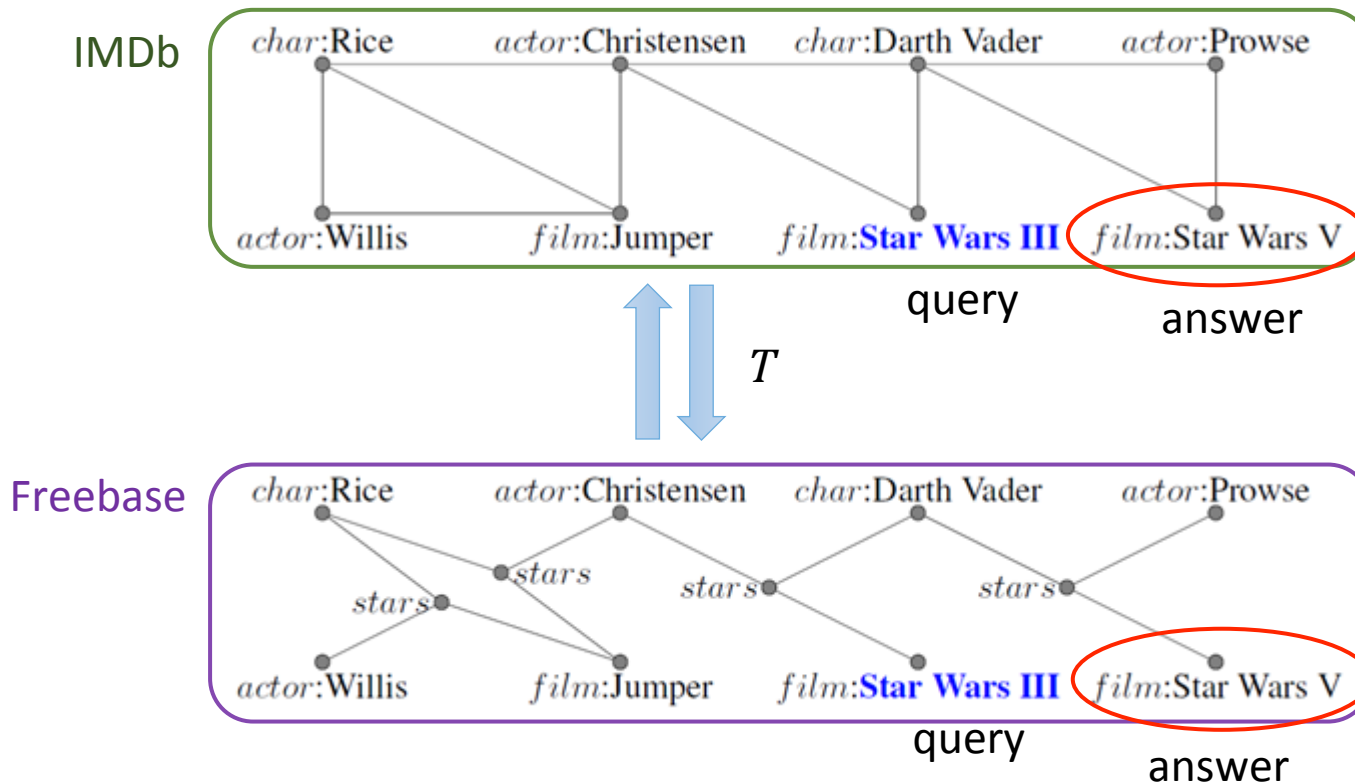 IMDb
char:Rice actor:Christensen char:Darth Vader actor:Prowse
actor:Willis film:Jumper film:Star Wars III film:Star Wars V
query answer
T
Freebase
char:Rice actor:Christensen char:Darth Vader actor:Prowse
stars
stars stars stars
actor:Willis film:Jumper film:Star Wars III film:Star Wars V
query answer